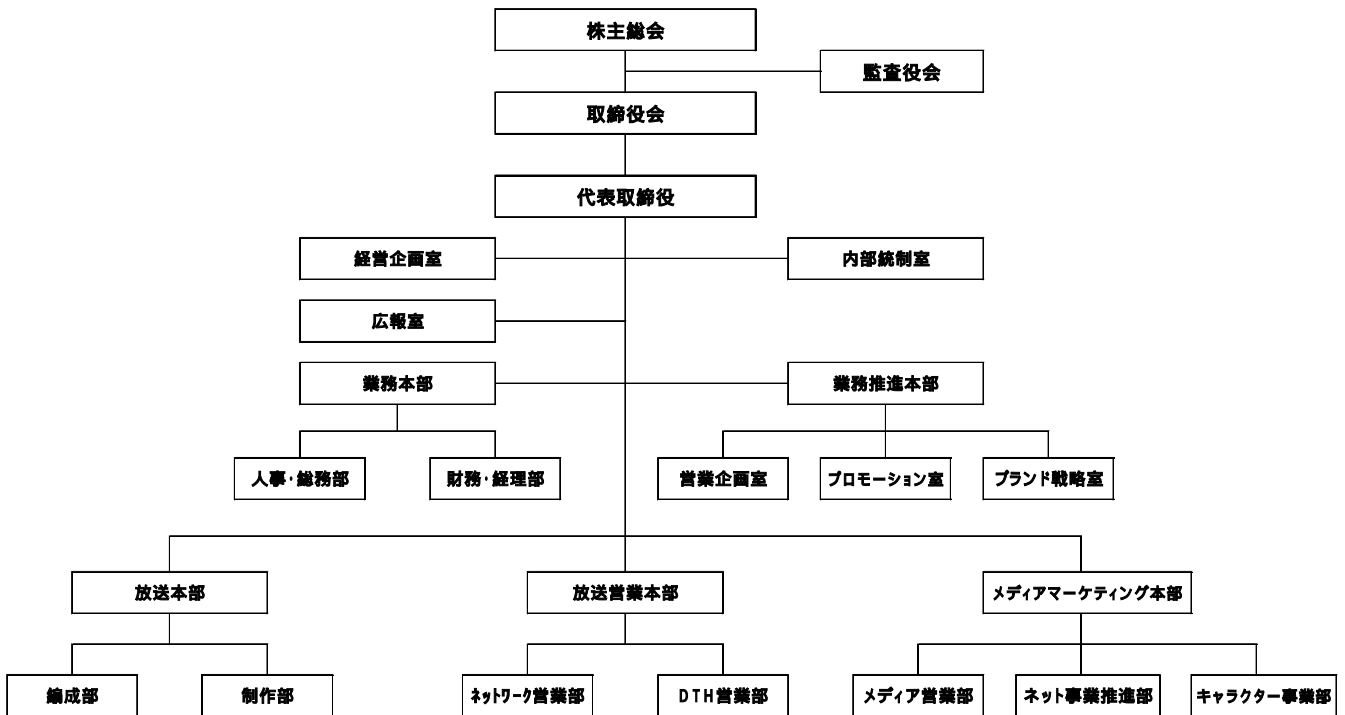 株主総会
監査役会
取締役会
代表取締役
経営企画室
内部統制室
広報室
業務本部
業務推進本部
人事・総務部
財務・経理部
営業企画室
プロモーション室
ブランド戦略室
放送本部
放送営業本部
メディアマーケティング本部
編成部
制作部
ネットワーク営業部
DTH営業部
メディア営業部
ネット事業推進部
キャラクター事業部